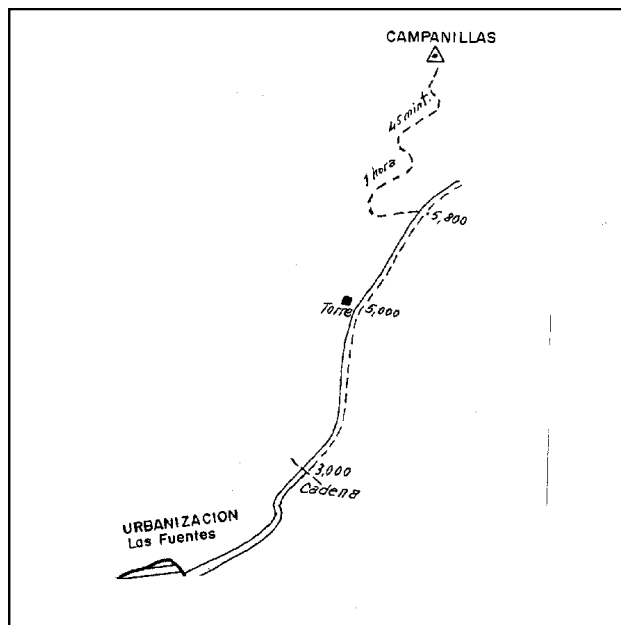 CAMPANILLAS
45 mint.
1 hora
5,800
Torre
5,000
3,000
Cadena
URBANIZACION
Las Fuentes